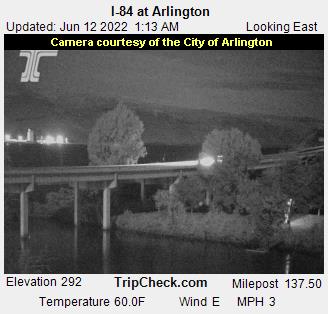 I-84 at Arlington
Updated: Jun 12 2022 1:13 AM Looking East
Camera courtesy of the City of Arlington
Elevation 292 TripCheck.com Milepost 137.50
Temperature 60.0F Wind E MPH 3